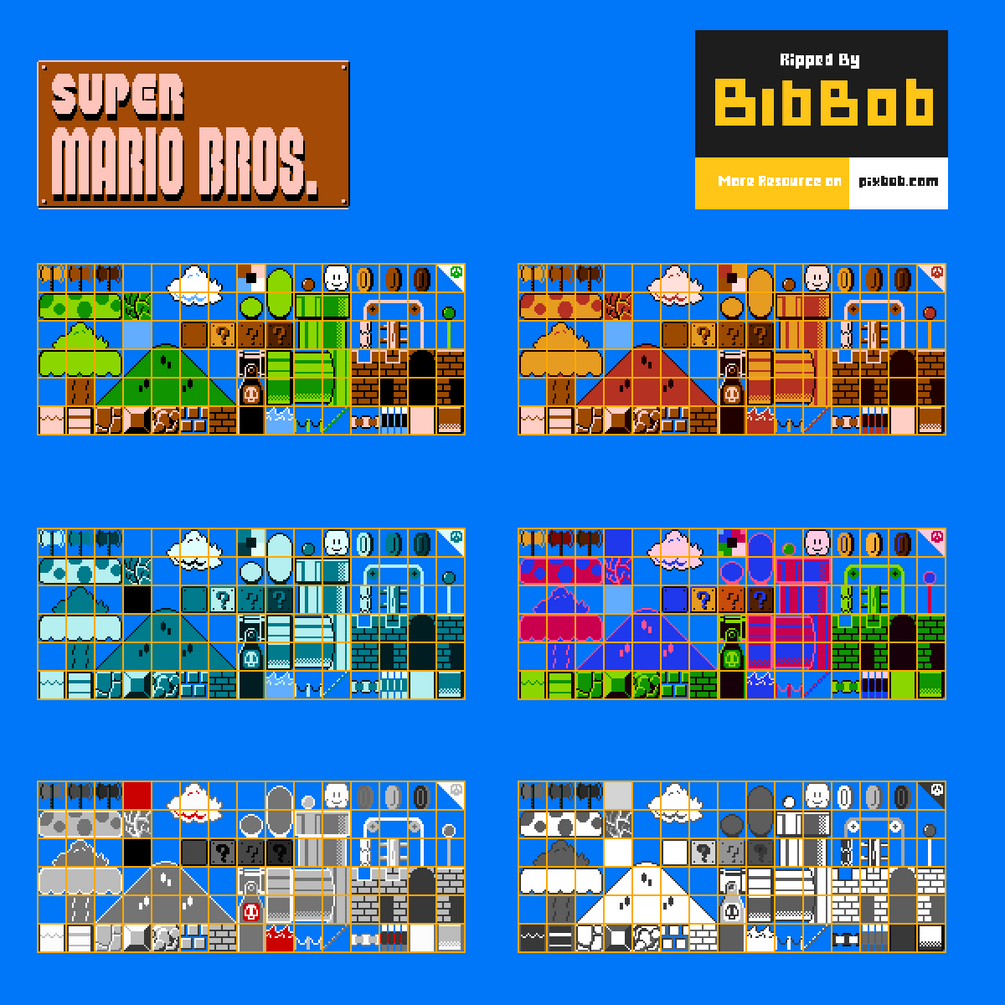 SUPER
MARIO BROS.
Ripped By
BibBob
More Resource on pixbob.com
? ? ?
? ? ?
? ? ?
? ? ?
? ? ?
? ? ?